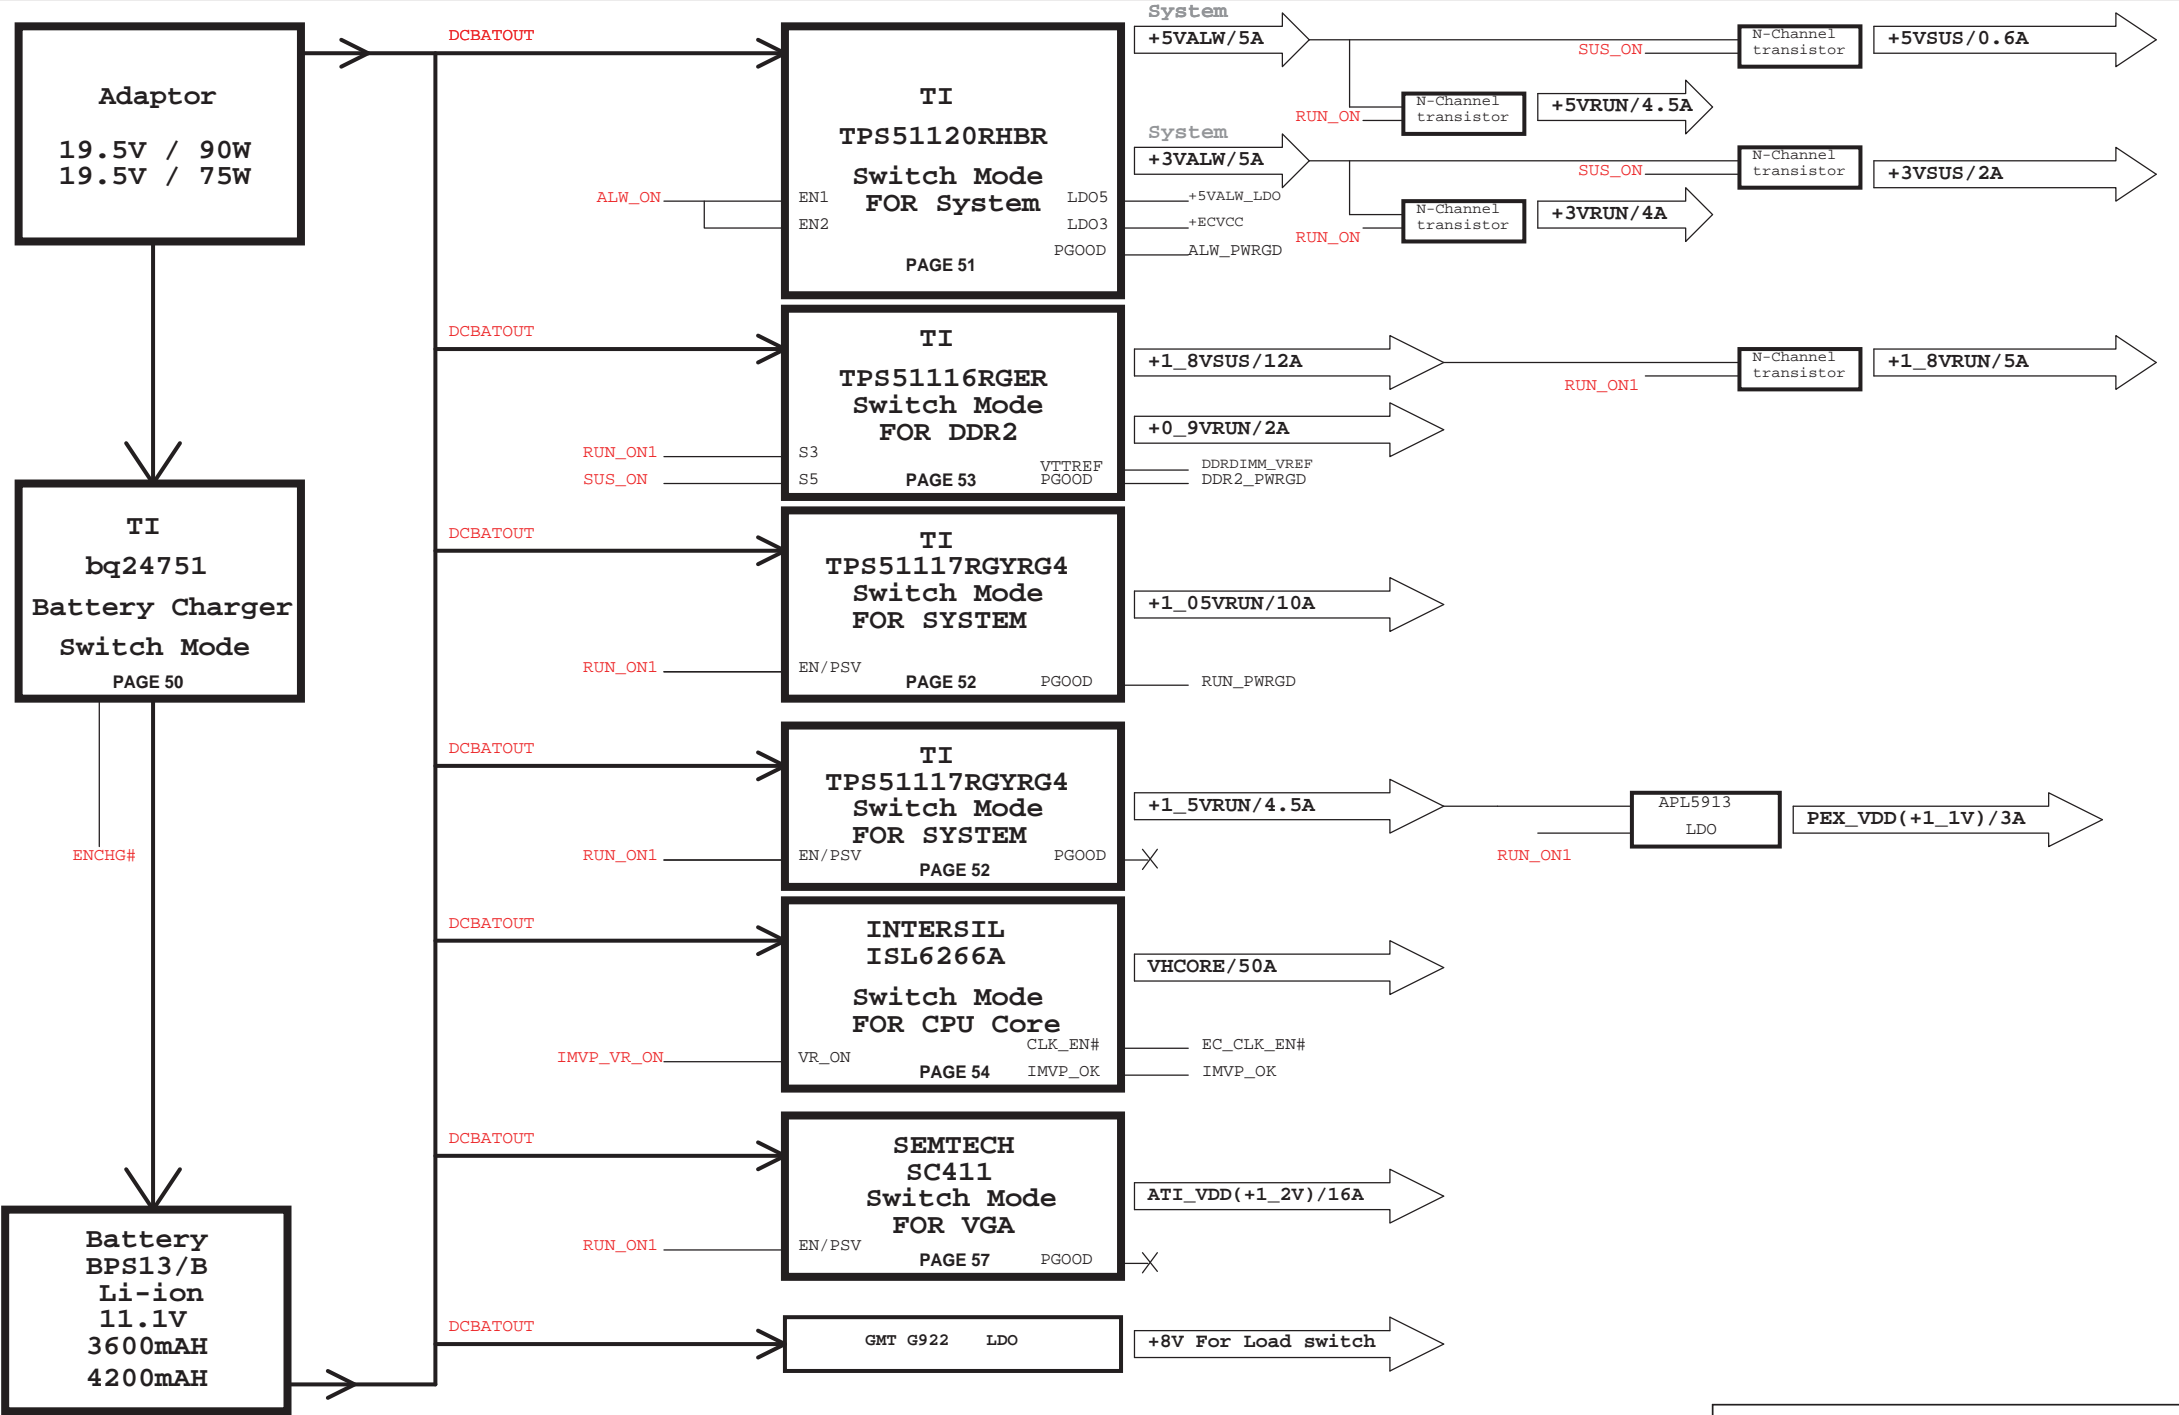 Adaptor
19.5V / 90W
19.5V / 75W
TI
bq24751
Battery Charger
Switch Mode
PAGE 50
ENCHG#
Battery
BPS13/B
Li-ion
11.1V
3600mAH
4200mAH
DCBATOUT
TI
TPS51120RHBR
Switch Mode
FOR System
ALW_ON
EN1
EN2
LDO5
LDO3
PGOOD
PAGE 51
+5VALW_LDO
+ECVCC
ALW_PWRGD
System
+5VALW/5A
SUS_ON
N-Channel
transistor
+5VSUS/0.6A
RUN_ON
N-Channel
transistor
+5VRUN/4.5A
System
+3VALW/5A
SUS_ON
N-Channel
transistor
+3VSUS/2A
RUN_ON
N-Channel
transistor
+3VRUN/4A
DCBATOUT
TI
TPS51116RGER
Switch Mode
FOR DDR2
RUN_ON1
S3
SUS_ON
S5
PAGE 53
VTTREF
PGOOD
DDRDIMM_VREF
DDR2_PWRGD
+1_8VSUS/12A
RUN_ON1
N-Channel
transistor
+1_8VRUN/5A
+0_9VRUN/2A
DCBATOUT
TI
TPS51117RGYRG4
Switch Mode
FOR SYSTEM
RUN_ON1
EN/PSV
PAGE 52
PGOOD
RUN_PWRGD
+1_05VRUN/10A
DCBATOUT
TI
TPS51117RGYRG4
Switch Mode
FOR SYSTEM
RUN_ON1
EN/PSV
PGOOD
PAGE 52
+1_5VRUN/4.5A
RUN_ON1
APL5913
LDO
PEX_VDD(+1_1V)/3A
DCBATOUT
INTERSIL
ISL6266A
Switch Mode
FOR CPU Core
IMVP_VR_ON
VR_ON
CLK_EN#
IMVP_OK
PAGE 54
EC_CLK_EN#
IMVP_OK
VHCORE/50A
DCBATOUT
SEMTECH
SC411
Switch Mode
FOR VGA
RUN_ON1
EN/PSV
PAGE 57
PGOOD
ATI_VDD(+1_2V)/16A
DCBATOUT
GMT G922 LDO
+8V For Load switch